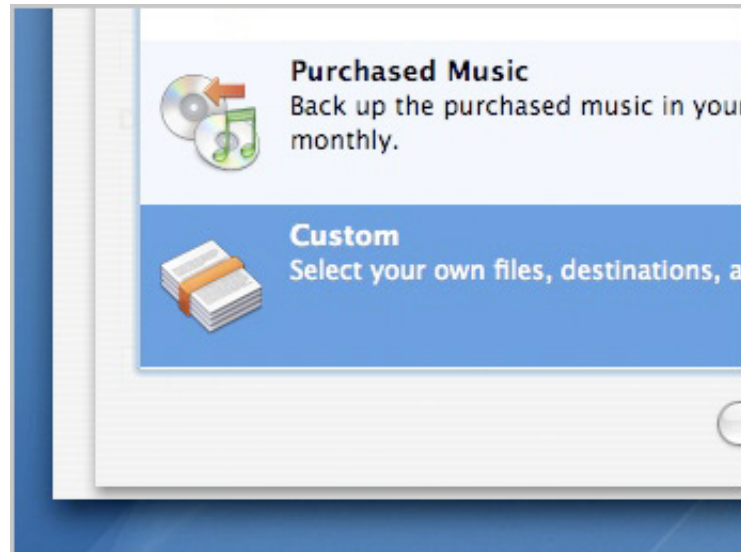 Purchased Music
Back up the purchased music in your
monthly.
Custom
Select your own files, destinations, a